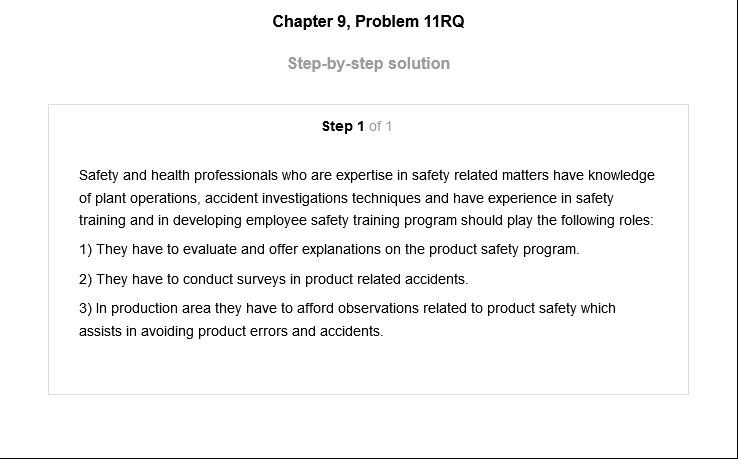 Chapter 9, Problem 11RQ
Step-by-step solution
Step 1 of 1
Safety and health professionals who are expertise in safety related matters have knowledge
of plant operations, accident investigations techniques and have experience in safety
training and in developing employee safety training program should play the following roles:
1) They have to evaluate and offer explanations on the product safety program.
2) They have to conduct surveys in product related accidents.
3) In production area they have to afford observations related to product safety which
assists in avoiding product errors and accidents.